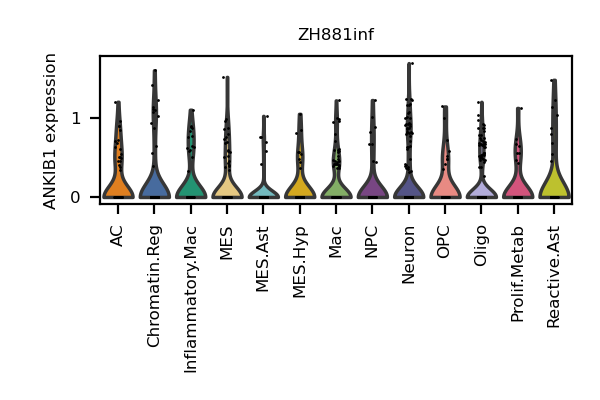 ZH881inf
ANKIB1 expression
1
0
AC
Chromatin.Reg
Inflammatory.Mac
MES
MES.Ast
MES.Hyp
Mac
NPC
Neuron
OPC
Oligo
Prolif.Metab
Reactive.Ast